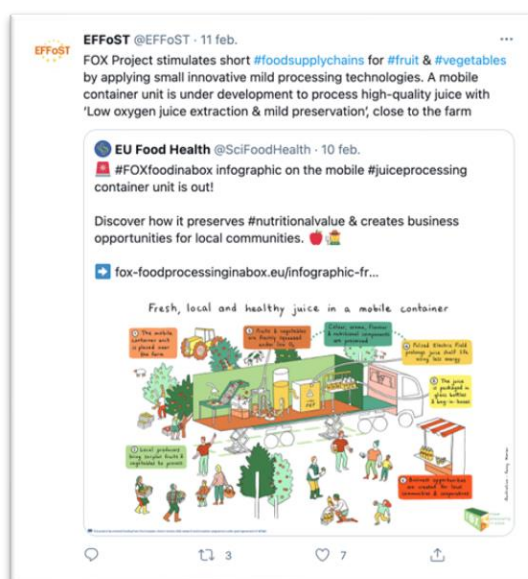 EFFoST @EFFoST · 11 feb.
EFFoST
FOX Project stimulates short #foodsupplychains for #fruit & #vegetables
by applying small innovative mild processing technologies. A mobile
container unit is under development to process high-quality juice with
‘Low oxygen juice extraction & mild preservation’, close to the farm
EU Food Health @SciFoodHealth · 10 feb.
🚨 #FOXfoodinabox infographic on the mobile #juiceprocessing
container unit is out!
Discover how it preserves #nutritionalvalue & creates business
opportunities for local communities. 🍎👩‍🌾
➡️ fox-foodprocessinginabox.eu/infographic-fr...
Fresh, local and healthy juice in a mobile container
The mobile
container unit
is placed near
the farm
Fruits & vegetables
are freshly squeezed
under low O₂
Colour, aroma, flavour
& nutritional components
are preserved
Pulsed Electric Field
prolongs juice shelf life
using less energy
The juice
is packaged in
glass bottles
& bag-in-boxes
Local producers
bring surplus fruits &
vegetables to process
Business opportunities
are created for local
communities & cooperatives
3
7